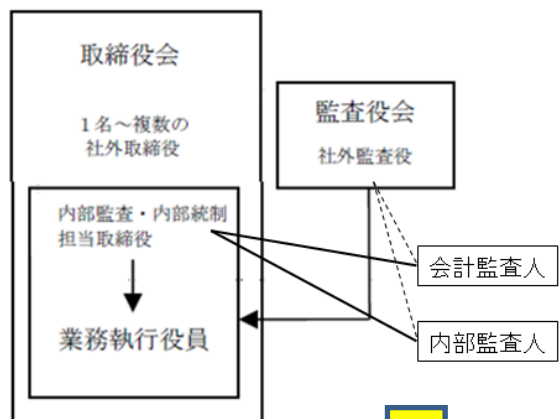 取締役会
1名～複数の
社外取締役
監査役会
社外監査役
内部監査・内部統制
担当取締役
業務執行役員
会計監査人
内部監査人